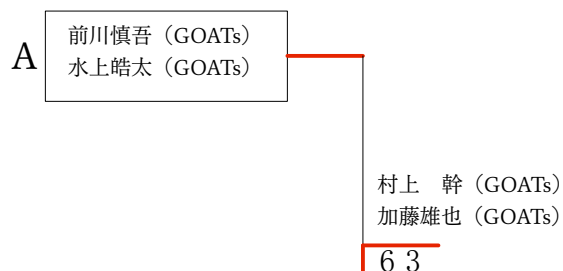 A
前川慎吾（GOATs）
水上皓太（GOATs）
村上　幹（GOATs）
加藤雄也（GOATs）
6 3